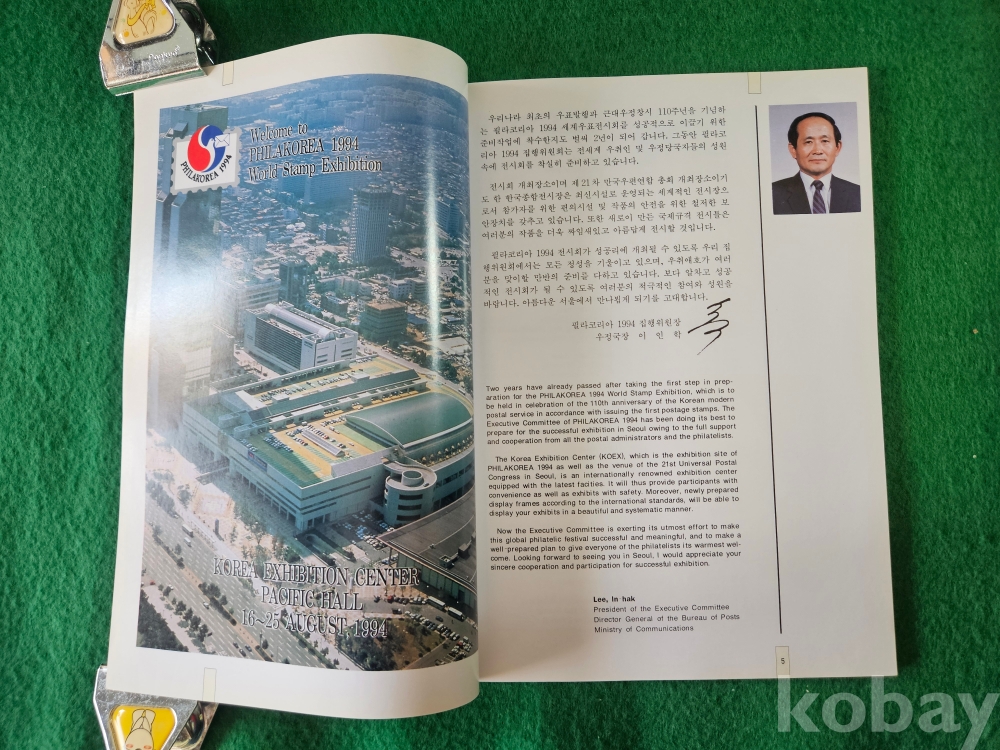 Welcome to
PHILAKOREA 1994
World Stamp Exhibition
PHILAKOREA 1994
KOREA EXHIBITION CENTER
PACIFIC HALL
16~25 AUGUST, 1994
우리나라 최초의 우표발행과 근대우정창시 110주년을 기념하
는 필라코리아 1994 세계우표전시회를 성공적으로 이끌기 위한
준비작업에 착수한지도 벌써 2년이 되어 갑니다. 그동안 필라코
리아 1994 집행위원회는 전세계 우취인 및 우정당국자들의 성원
속에 전시회를 착실히 준비하고 있습니다.
전시회 개최장소이며 제21차 만국우편연합 총회 개최장소이기
도 한 한국종합전시장은 최신시설로 운영되는 세계적인 전시장으
로서 참가자를 위한 편의시설 및 작품의 안전을 위한 철저한 보
안장치를 갖추고 있습니다. 또한 새로이 만든 국제규격 전시틀은
여러분의 작품을 더욱 짜임새있고 아름답게 전시할 것입니다.
필라코리아 1994 전시회가 성공리에 개최될 수 있도록 우리 집
행위원회에서는 모든 정성을 기울이고 있으며, 우취애호가 여러
분을 맞이할 만반의 준비를 다하고 있습니다. 보다 알차고 성공
적인 전시회가 될 수 있도록 여러분의 적극적인 참여와 성원을
바랍니다. 아름다운 서울에서 만나뵙게 되기를 고대합니다.
필라코리아 1994 집행위원장
우정국장 이 인 학
Two years have already passed after taking the first step in prep-
aration for the PHILAKOREA 1994 World Stamp Exhibition, which is to
be held in celebration of the 110th anniversary of the Korean modern
postal service in accordance with issuing the first postage stamps. The
Executive Committee of PHILAKOREA 1994 has been doing its best to
prepare for the successful exhibition in Seoul owing to the full support
and cooperation from all the postal administrators and the philatelists.
The Korea Exhibition Center (KOEX), which is the exhibition site of
PHILAKOREA 1994 as well as the venue of the 21st Universal Postal
Congress in Seoul, is an internationally renowned exhibition center
equipped with the latest facities. It will thus provide participants with
convenience as well as exhibits with safety. Moreover, newly prepared
display frames according to the international standards, will be able to
display your exhibits in a beautiful and systematic manner.
Now the Executive Committee is exerting its utmost effort to make
this global philatelic festival successful and meaningful, and to make a
well-prepared plan to give everyone of the philatelists its warmest wel-
come. Looking forward to seeing you in Seoul, I would appreciate your
sincere cooperation and participation for successful exhibition.
Lee, In hak
President of the Executive Committee
Director General of the Bureau of Posts
Ministry of Communications
5
kobay